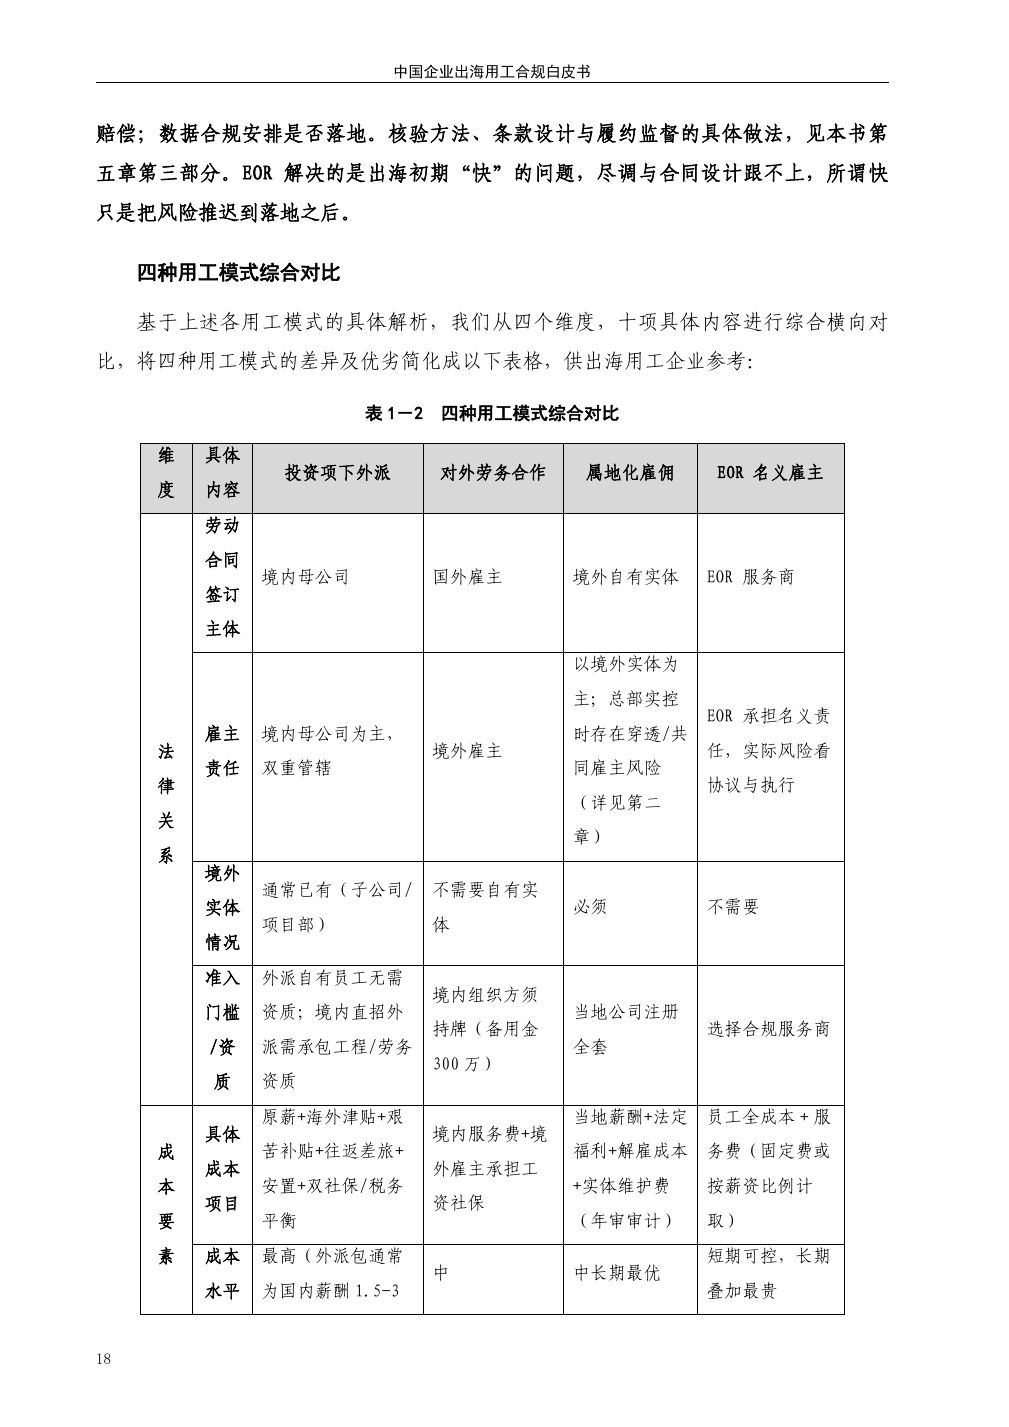 中国企业出海用工合规白皮书
赔偿；数据合规安排是否落地。核验方法、条款设计与履约监督的具体做法，见本书第
五章第三部分。EOR 解决的是出海初期“快”的问题，尽调与合同设计跟不上，所谓快
只是把风险推迟到落地之后。
四种用工模式综合对比
基于上述各用工模式的具体解析，我们从四个维度，十项具体内容进行综合横向对
比，将四种用工模式的差异及优劣简化成以下表格，供出海用工企业参考：
表 1－2 四种用工模式综合对比
维
度
具体
内容
投资项下外派
对外劳务合作
属地化雇佣
EOR 名义雇主
法
律
关
系
劳动
合同
签订
主体
境内母公司
国外雇主
境外自有实体
EOR 服务商
雇主
责任
境内母公司为主，
双重管辖
境外雇主
以境外实体为
主；总部实控
时存在穿透/共
同雇主风险
（详见第二
章）
EOR 承担名义责
任，实际风险看
协议与执行
境外
实体
情况
通常已有（子公司/
项目部）
不需要自有实
体
必须
不需要
准入
门槛
/资
质
外派自有员工无需
资质；境内直招外
派需承包工程/劳务
资质
境内组织方须
持牌（备用金
300 万）
当地公司注册
全套
选择合规服务商
成
本
要
素
具体
成本
项目
原薪+海外津贴+艰
苦补贴+往返差旅+
安置+双社保/税务
平衡
境内服务费+境
外雇主承担工
资社保
当地薪酬+法定
福利+解雇成本
+实体维护费
（年审审计）
员工全成本 + 服
务费（固定费或
按薪资比例计
取）
成本
水平
最高（外派包通常
为国内薪酬 1.5-3
中
中长期最优
短期可控，长期
叠加最贵
18